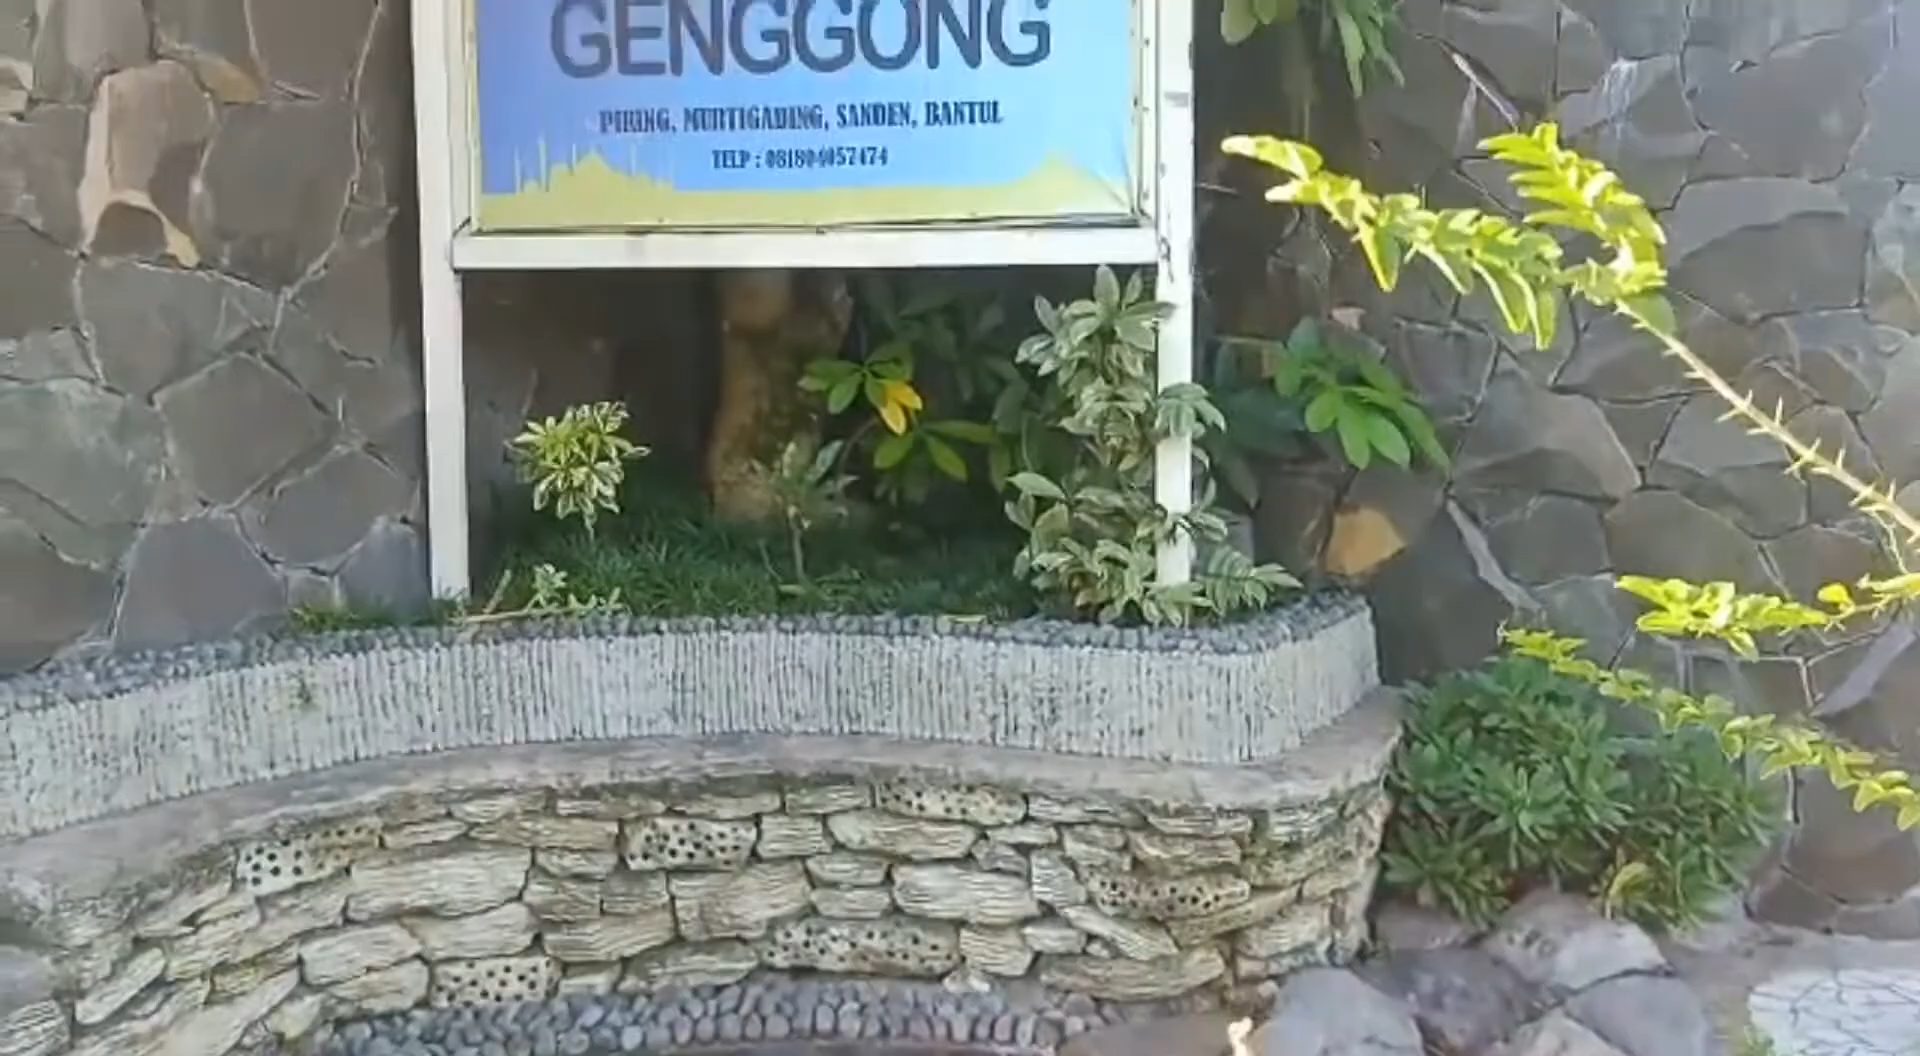 GENGGONG
PIRING, MURTIGADING, SANDEN, BANTUL
TELP : 081804057474